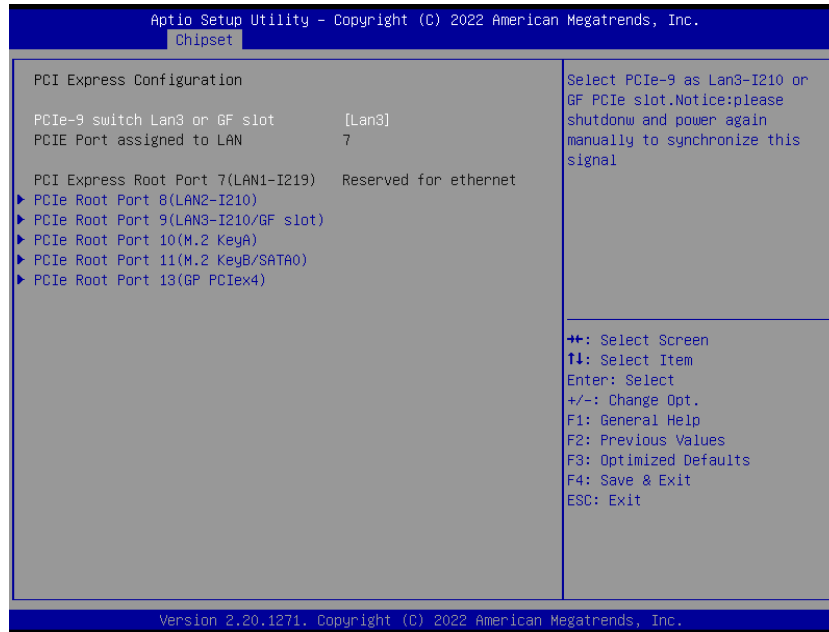 Aptio Setup Utility – Copyright (C) 2022 American Megatrends, Inc.
Chipset
PCI Express Configuration
PCIe-9 switch Lan3 or GF slot [Lan3]
PCIE Port assigned to LAN 7
PCI Express Root Port 7(LAN1-I219) Reserved for ethernet
PCIe Root Port 8(LAN2-I210)
PCIe Root Port 9(LAN3-I210/GF slot)
PCIe Root Port 10(M.2 KeyA)
PCIe Root Port 11(M.2 KeyB/SATA0)
PCIe Root Port 13(GP PCIex4)
Select PCIe-9 as Lan3-I210 or
GF PCIe slot.Notice:please
shutdonw and power again
manually to synchronize this
signal
→←: Select Screen
↑↓: Select Item
Enter: Select
+/-: Change Opt.
F1: General Help
F2: Previous Values
F3: Optimized Defaults
F4: Save & Exit
ESC: Exit
Version 2.20.1271. Copyright (C) 2022 American Megatrends, Inc.